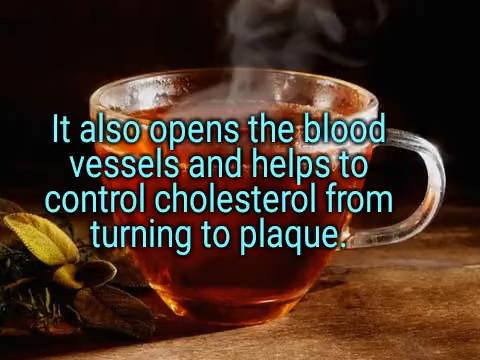 It also opens the blood
vessels and helps to
control cholesterol from
turning to plaque.